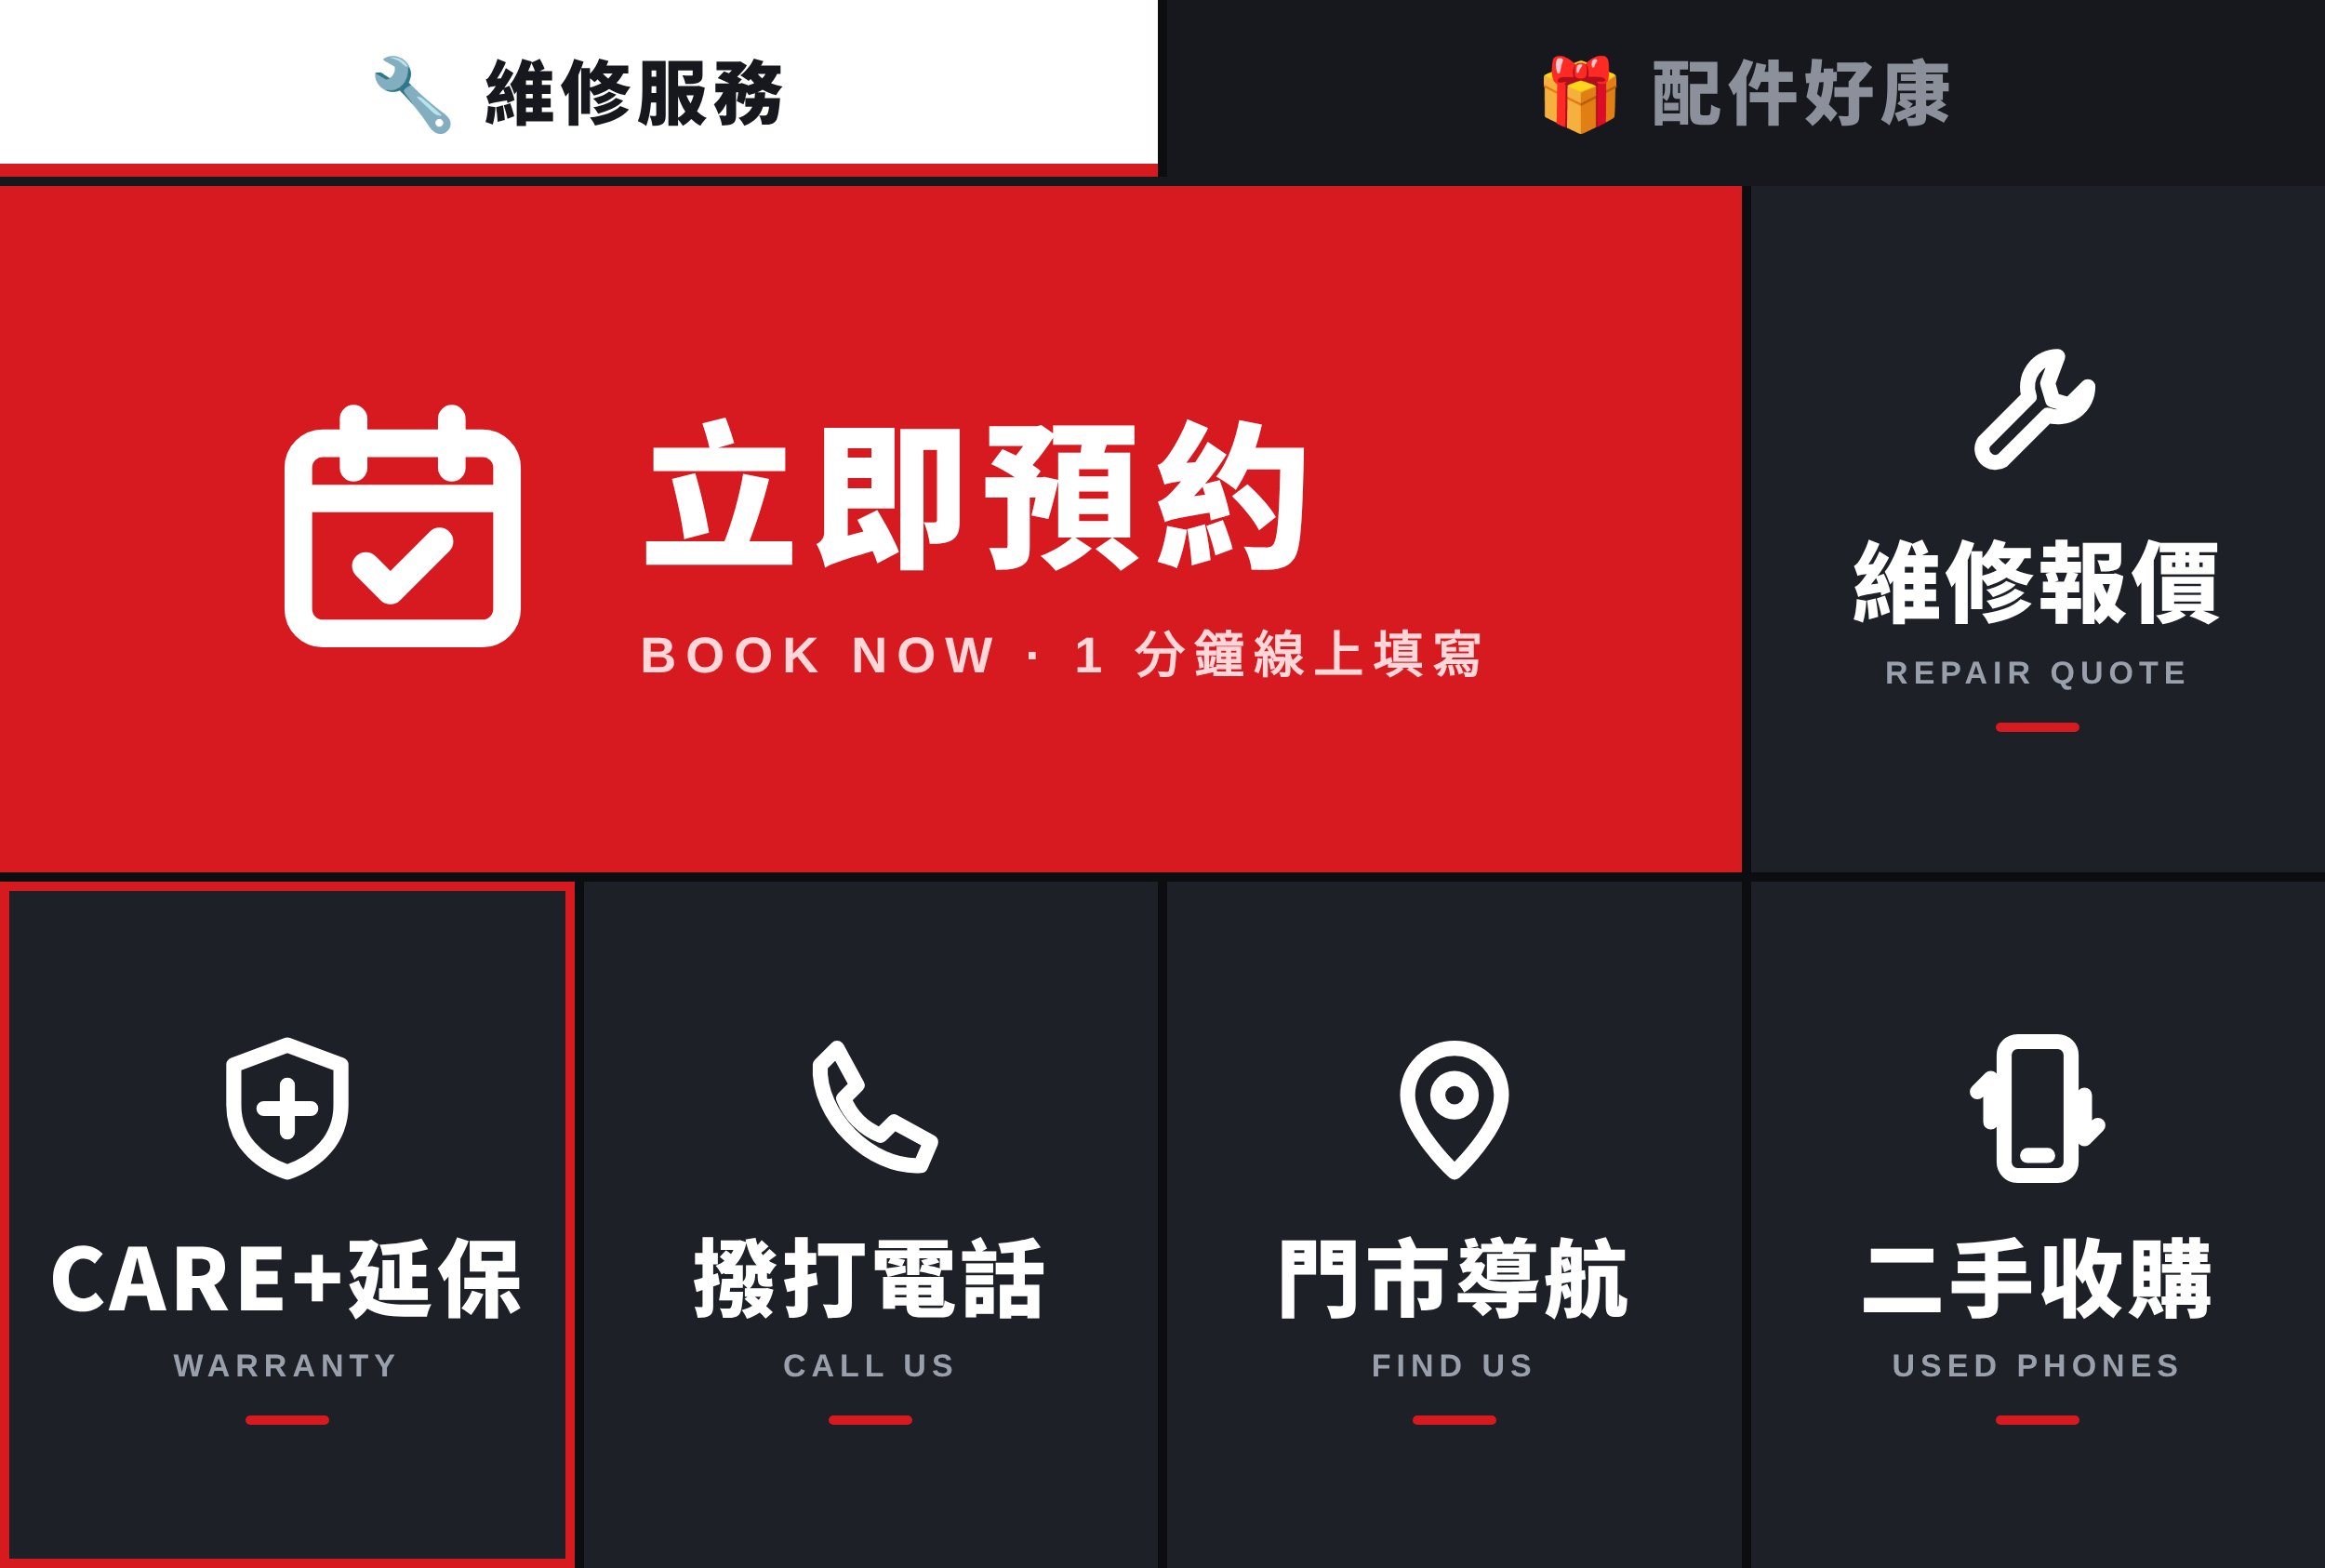 維修服務
配件好康
立即預約
BOOK NOW · 1 分鐘線上填寫
維修報價
REPAIR QUOTE
CARE+延保
WARRANTY
撥打電話
CALL US
門市導航
FIND US
二手收購
USED PHONES